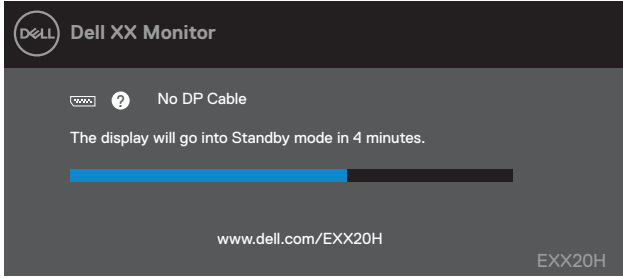 DELL
Dell XX Monitor
? No DP Cable
The display will go into Standby mode in 4 minutes.
www.dell.com/EXX20H
EXX20H